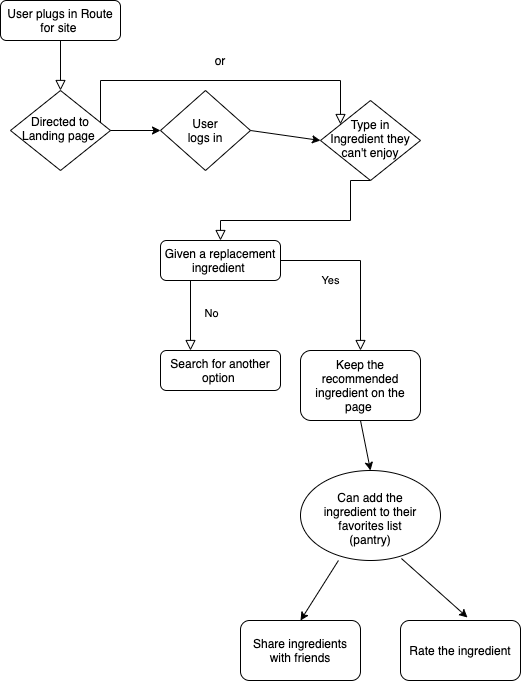 User plugs in Route
for site
or
Directed to
Landing page
User
logs in
Type in
Ingredient they
can't enjoy
Given a replacement
ingredient
Yes
No
Search for another
option
Keep the
recommended
ingredient on the
page
Can add the
ingredient to their
favorites list
(pantry)
Share ingredients
with friends
Rate the ingredient